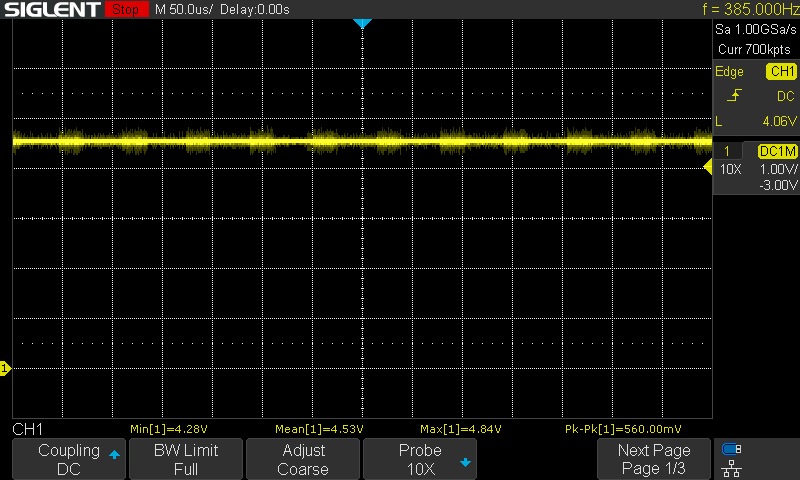 SIGLENT Stop M 50.0us/ Delay:0.00s f = 385.000Hz
Sa 1.00GSa/s
Curr 700kpts
Edge CH1
DC
L 4.06V
1 DC1M
10X 1.00V/
-3.00V
1
CH1 Min[1]=4.28V Mean[1]=4.53V Max[1]=4.84V Pk-Pk[1]=560.00mV
Coupling BW Limit Adjust Probe Next Page
DC Full Coarse 10X Page 1/3